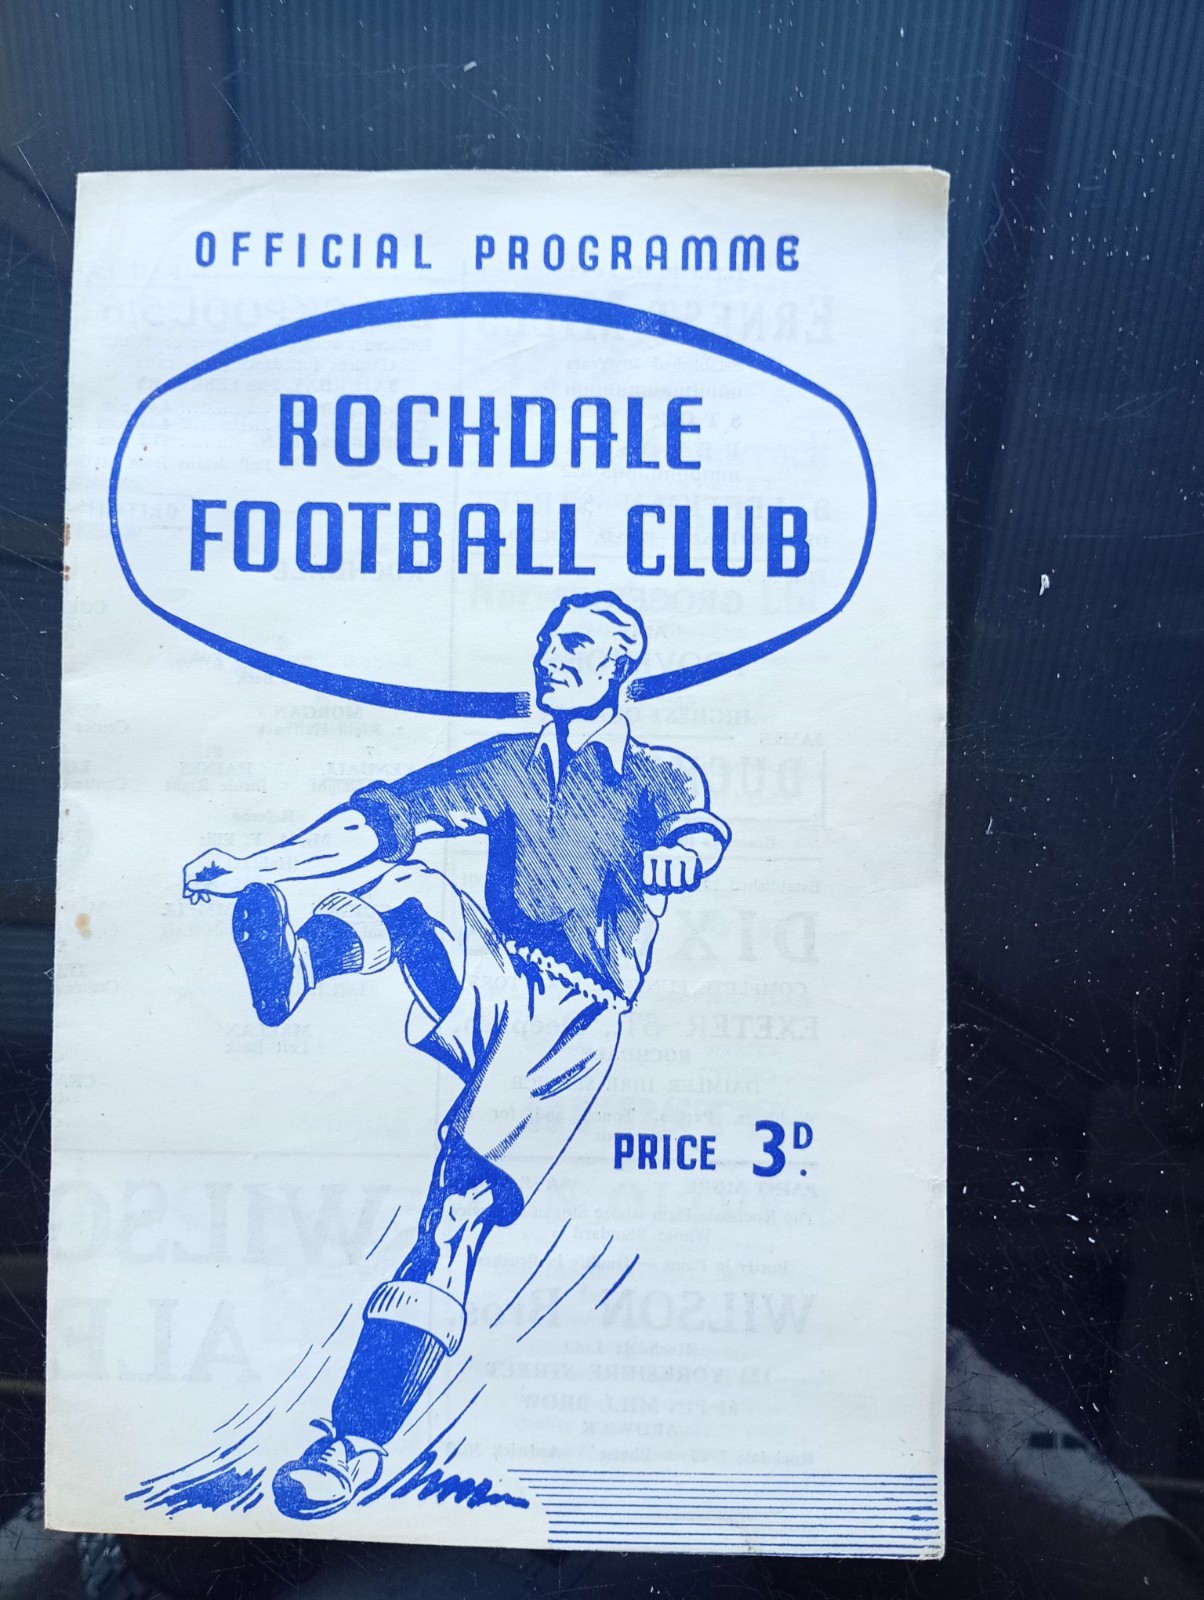 OFFICIAL PROGRAMME
ROCHDALE
FOOTBALL CLUB
PRICE 3D.